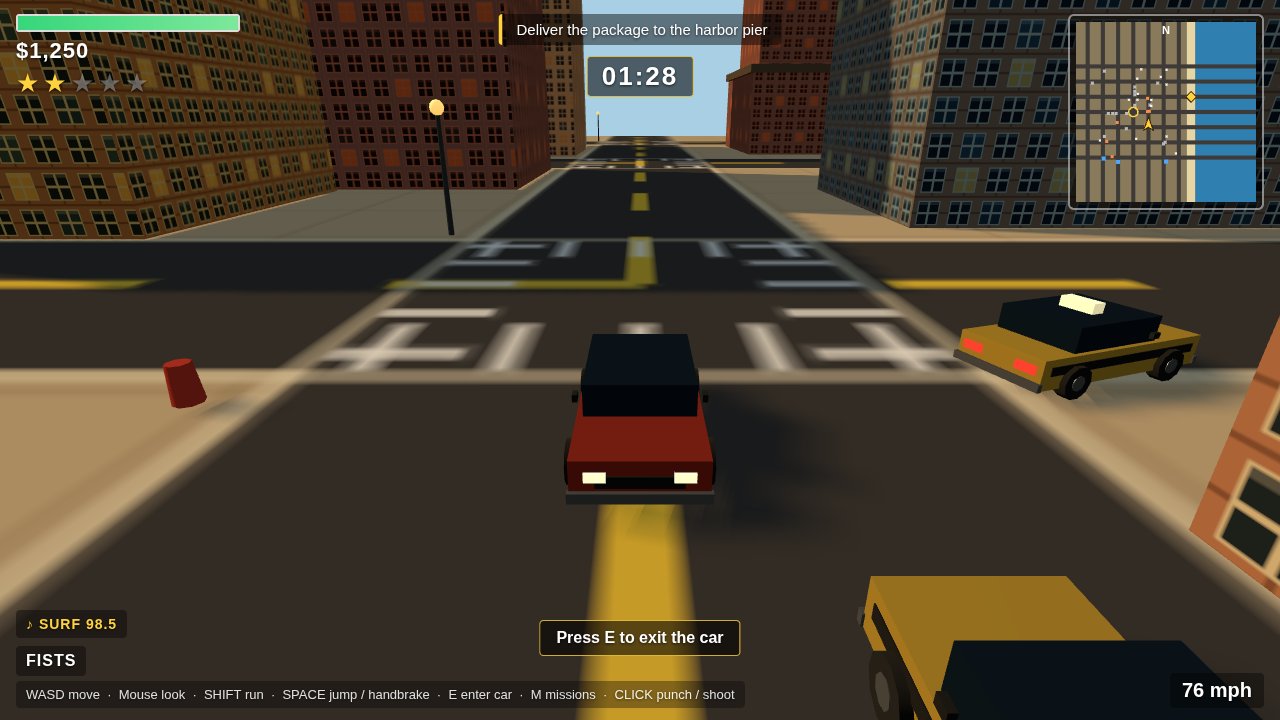 Deliver the package to the harbor pier
$1,250
01:28
N
♪ SURF 98.5
FISTS
Press E to exit the car
WASD move · Mouse look · SHIFT run · SPACE jump / handbrake · E enter car · M missions · CLICK punch / shoot
76 mph